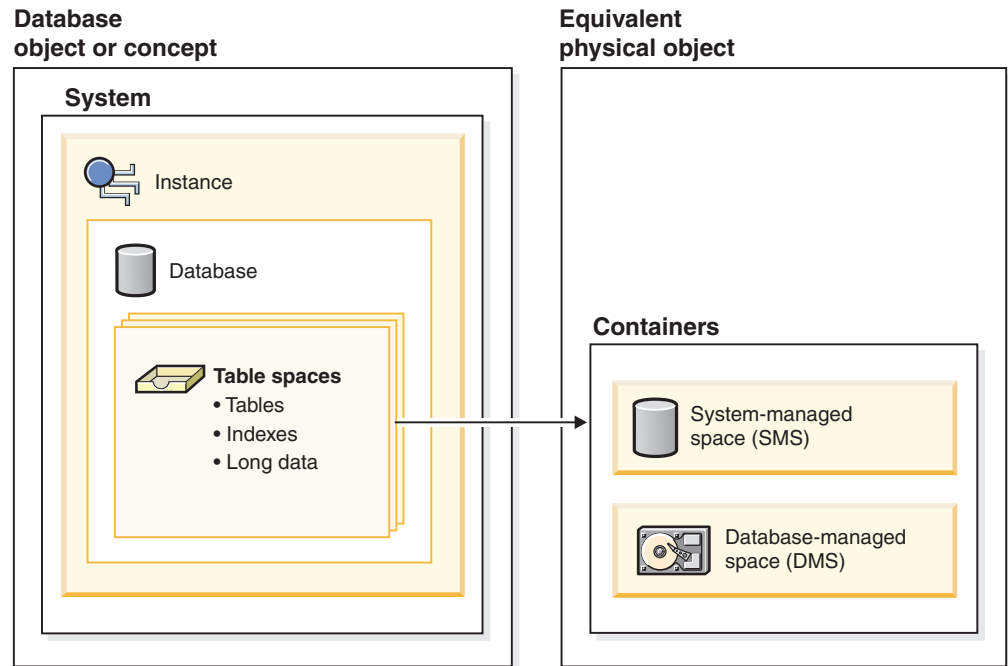 Database
object or concept
System
Instance
Database
Table spaces
• Tables
• Indexes
• Long data
Equivalent
physical object
Containers
System-managed
space (SMS)
Database-managed
space (DMS)